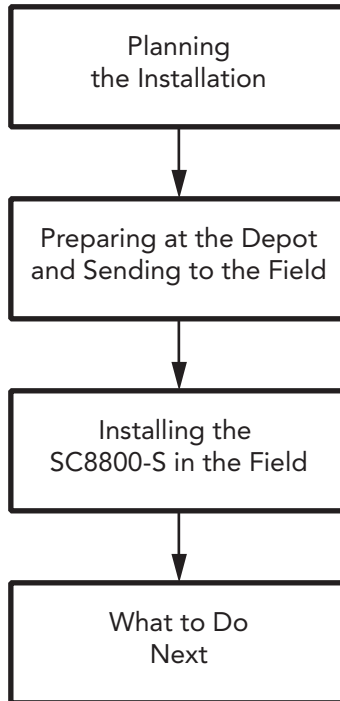 Planning
the Installation
Preparing at the Depot
and Sending to the Field
Installing the
SC8800-S in the Field
What to Do
Next